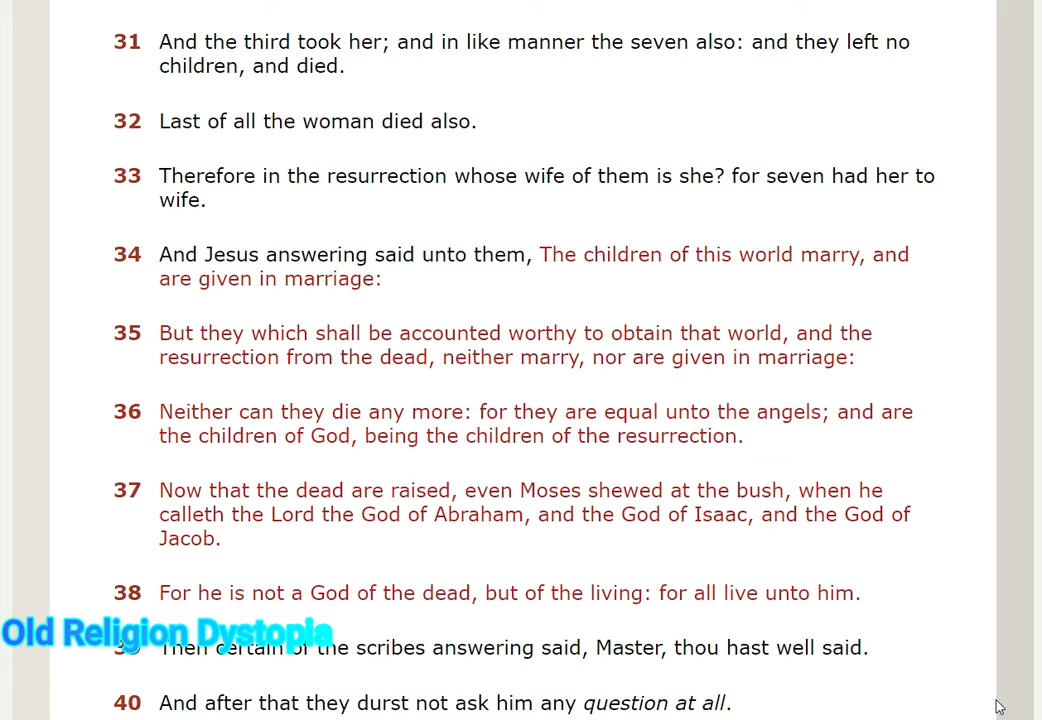 31 And the third took her; and in like manner the seven also: and they left no
children, and died.
32 Last of all the woman died also.
33 Therefore in the resurrection whose wife of them is she? for seven had her to
wife.
34 And Jesus answering said unto them, The children of this world marry, and
are given in marriage:
35 But they which shall be accounted worthy to obtain that world, and the
resurrection from the dead, neither marry, nor are given in marriage:
36 Neither can they die any more: for they are equal unto the angels; and are
the children of God, being the children of the resurrection.
37 Now that the dead are raised, even Moses shewed at the bush, when he
calleth the Lord the God of Abraham, and the God of Isaac, and the God of
Jacob.
38 For he is not a God of the dead, but of the living: for all live unto him.
Old Religion Dystopia
39 Then certain of the scribes answering said, Master, thou hast well said.
40 And after that they durst not ask him any question at all.